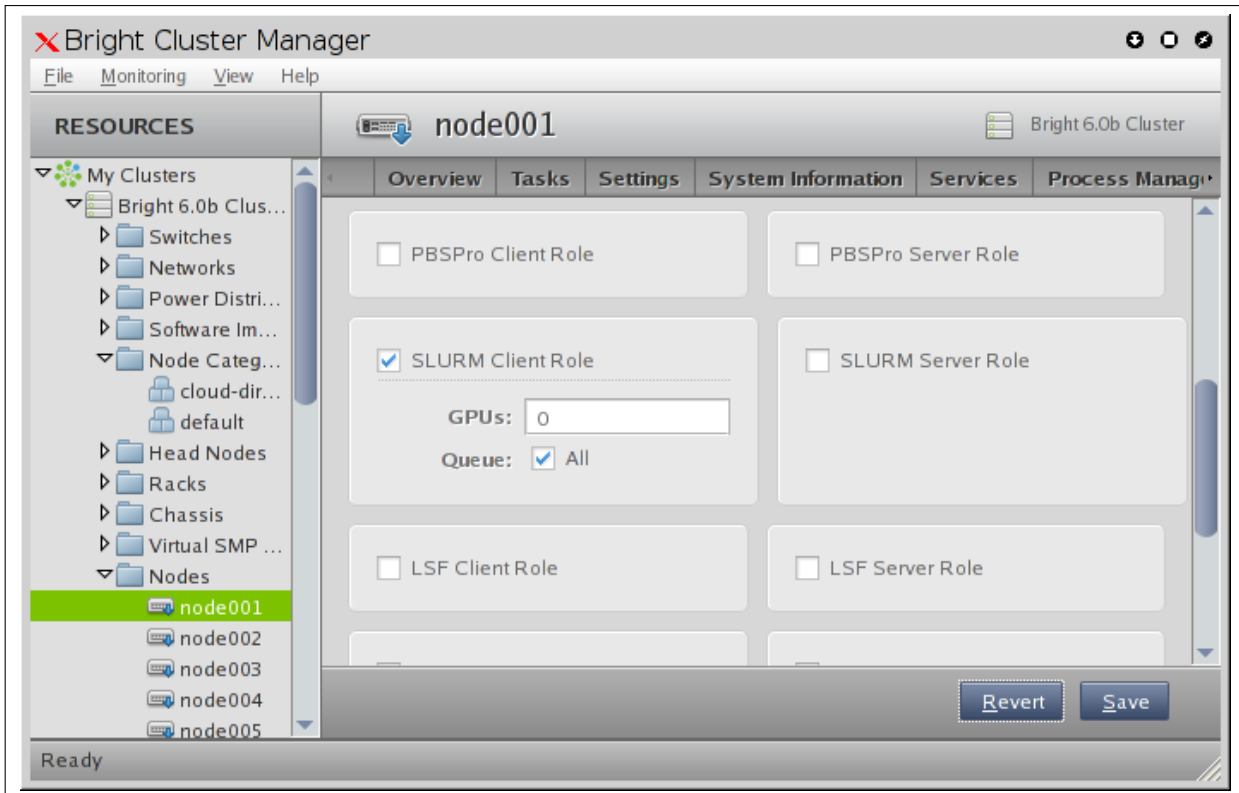 Bright Cluster Manager
File Monitoring View Help
RESOURCES
node001
Bright 6.0b Cluster
My Clusters
Bright 6.0b Clus...
Switches
Networks
Power Distri...
Software Im...
Node Categ...
cloud-dir...
default
Head Nodes
Racks
Chassis
Virtual SMP ...
Nodes
node001
node002
node003
node004
node005
Overview Tasks Settings System Information Services Process Manag
PBSPro Client Role
PBSPro Server Role
SLURM Client Role
GPUs: 0
Queue: All
SLURM Server Role
LSF Client Role
LSF Server Role
Revert Save
Ready